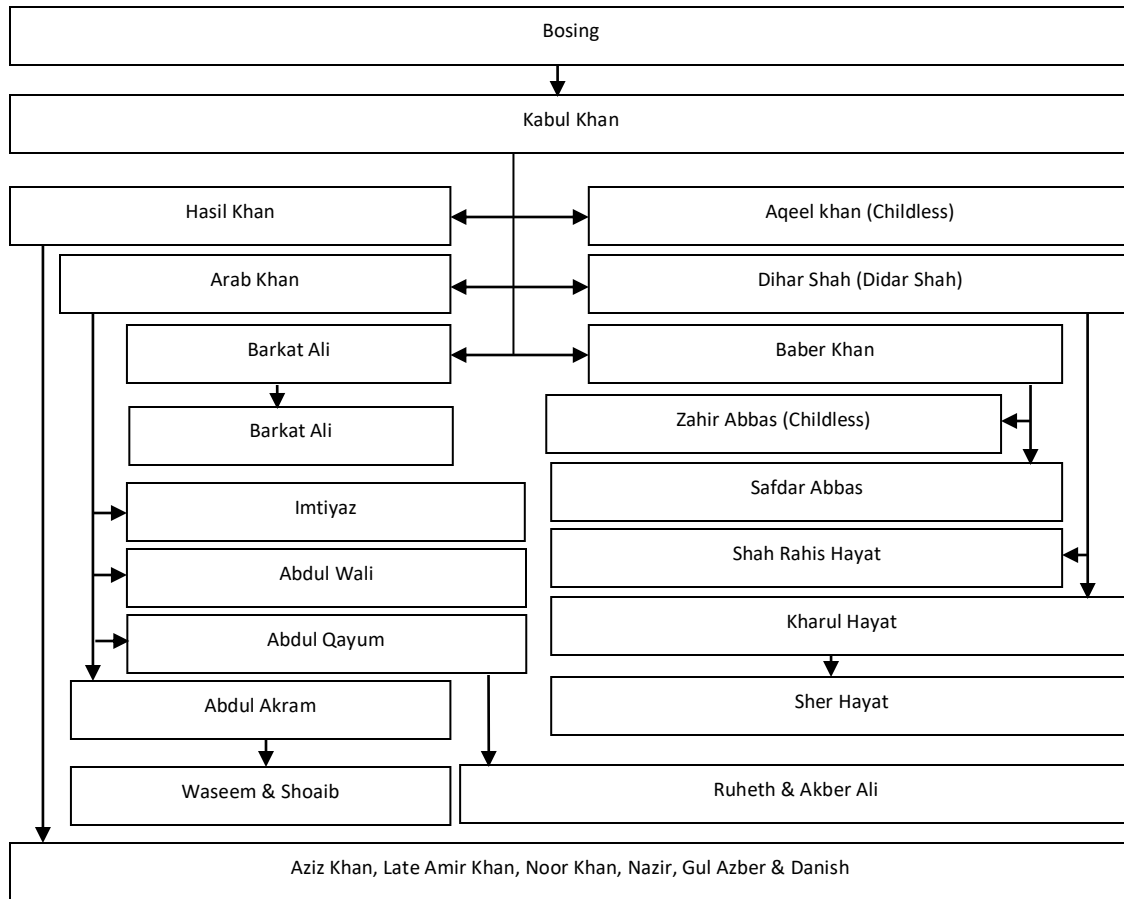 Bosing
Kabul Khan
Hasil Khan
Aqeel khan (Childless)
Arab Khan
Dihar Shah (Didar Shah)
Barkat Ali
Baber Khan
Barkat Ali
Zahir Abbas (Childless)
Safdar Abbas
Imtiyaz
Shah Rahis Hayat
Abdul Wali
Kharul Hayat
Abdul Qayum
Sher Hayat
Abdul Akram
Waseem & Shoaib
Ruheth & Akber Ali
Aziz Khan, Late Amir Khan, Noor Khan, Nazir, Gul Azber & Danish